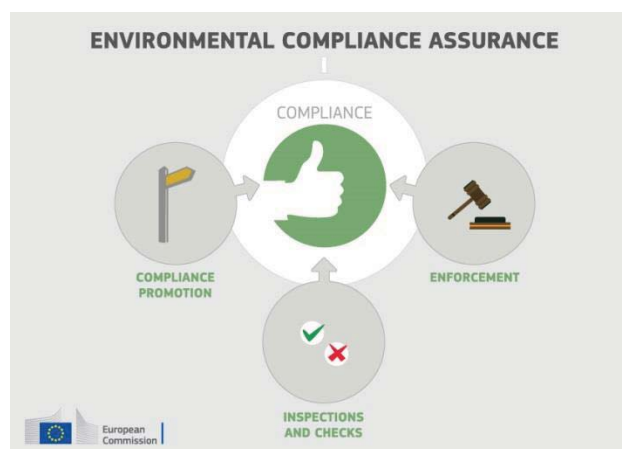 ENVIRONMENTAL COMPLIANCE ASSURANCE
COMPLIANCE
COMPLIANCE
PROMOTION
ENFORCEMENT
INSPECTIONS
AND CHECKS
European
Commission